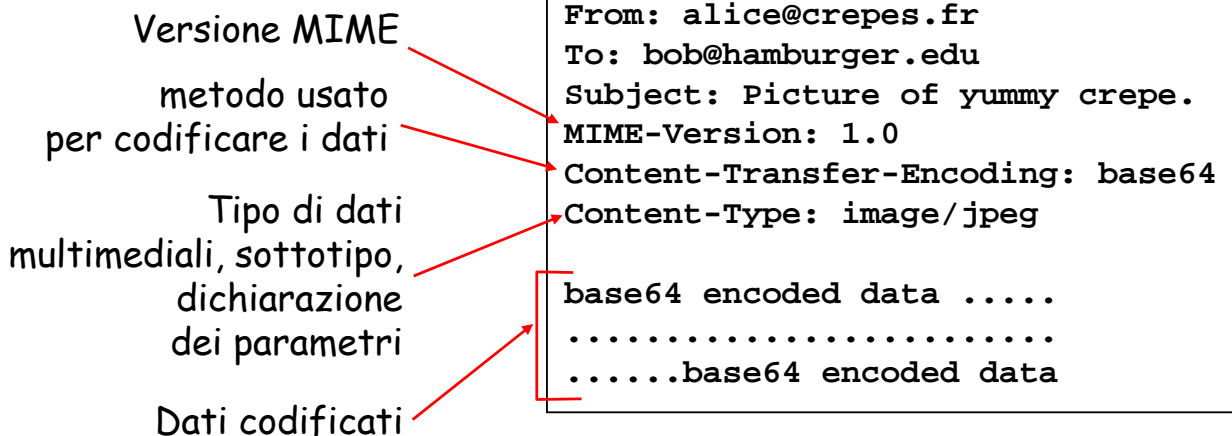 Versione MIME
metodo usato
per codificare i dati
Tipo di dati
multimediali, sottotipo,
dichiarazione
dei parametri
Dati codificati
From: alice@crepes.fr
To: bob@hamburger.edu
Subject: Picture of yummy crepe.
MIME-Version: 1.0
Content-Transfer-Encoding: base64
Content-Type: image/jpeg
base64 encoded data .....
.........................
......base64 encoded data